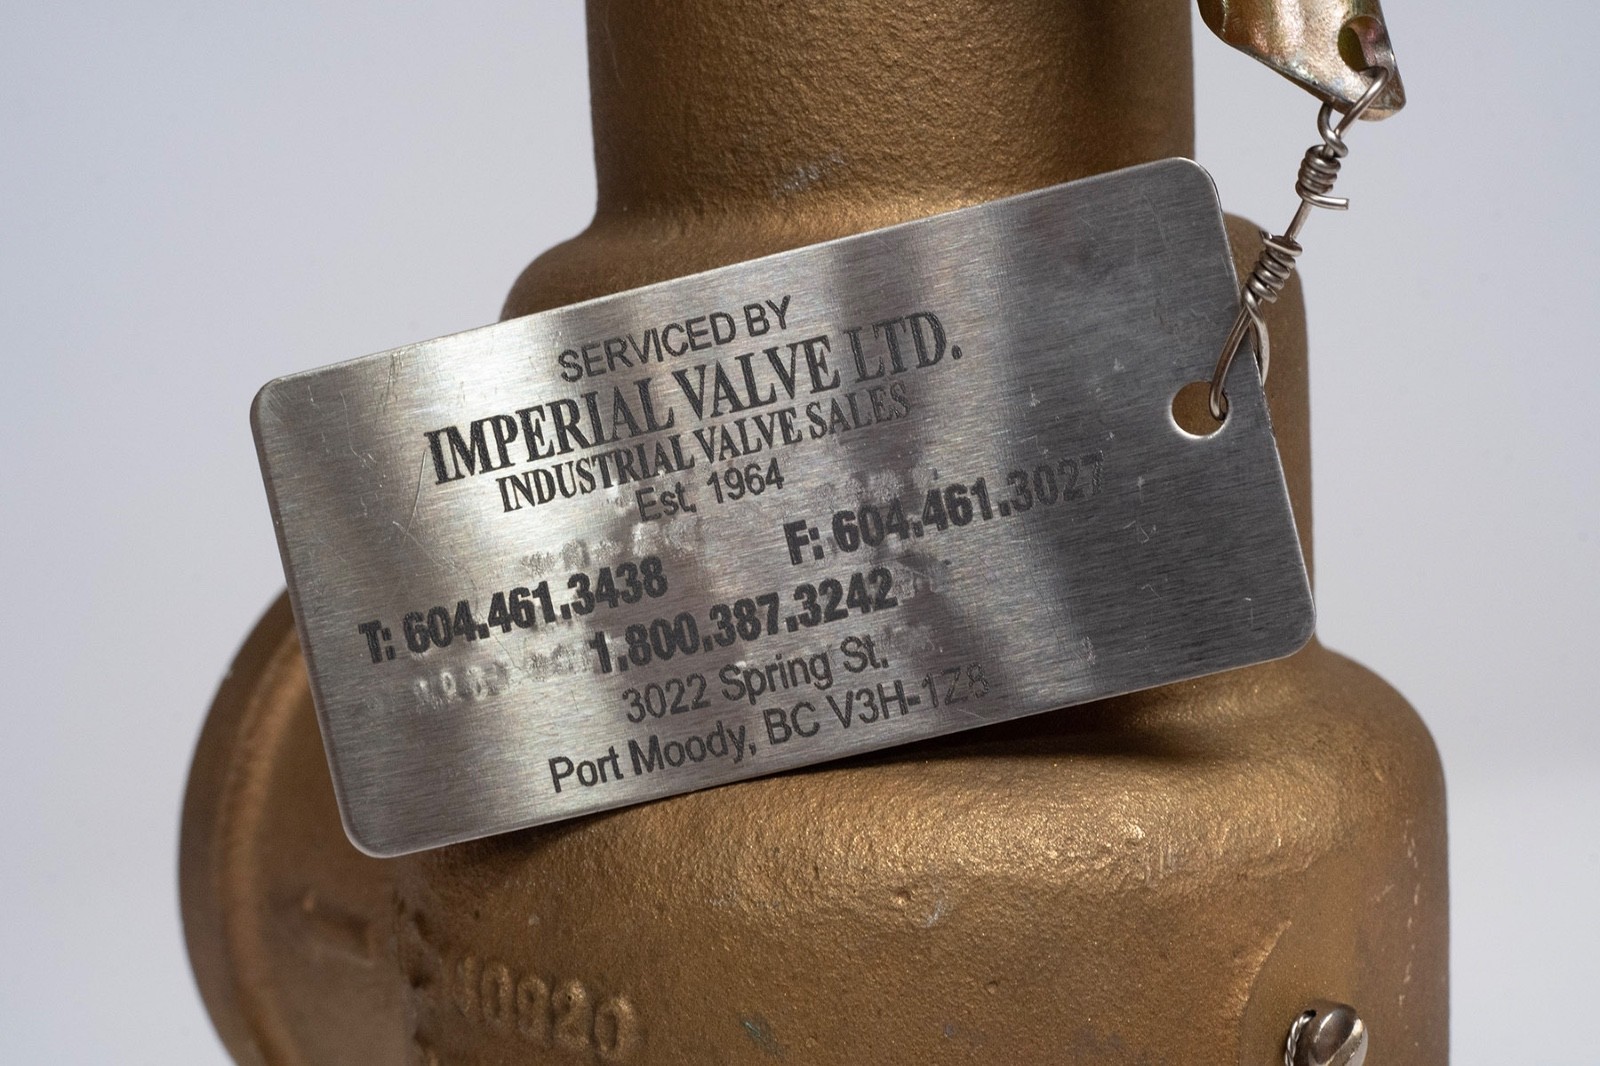 SERVICED BY
IMPERIAL VALVE LTD.
INDUSTRIAL VALVE SALES
Est. 1964
T: 604.461.3438 F: 604.461.3027
1.800.387.3242
3022 Spring St.
Port Moody, BC V3H-1Z8